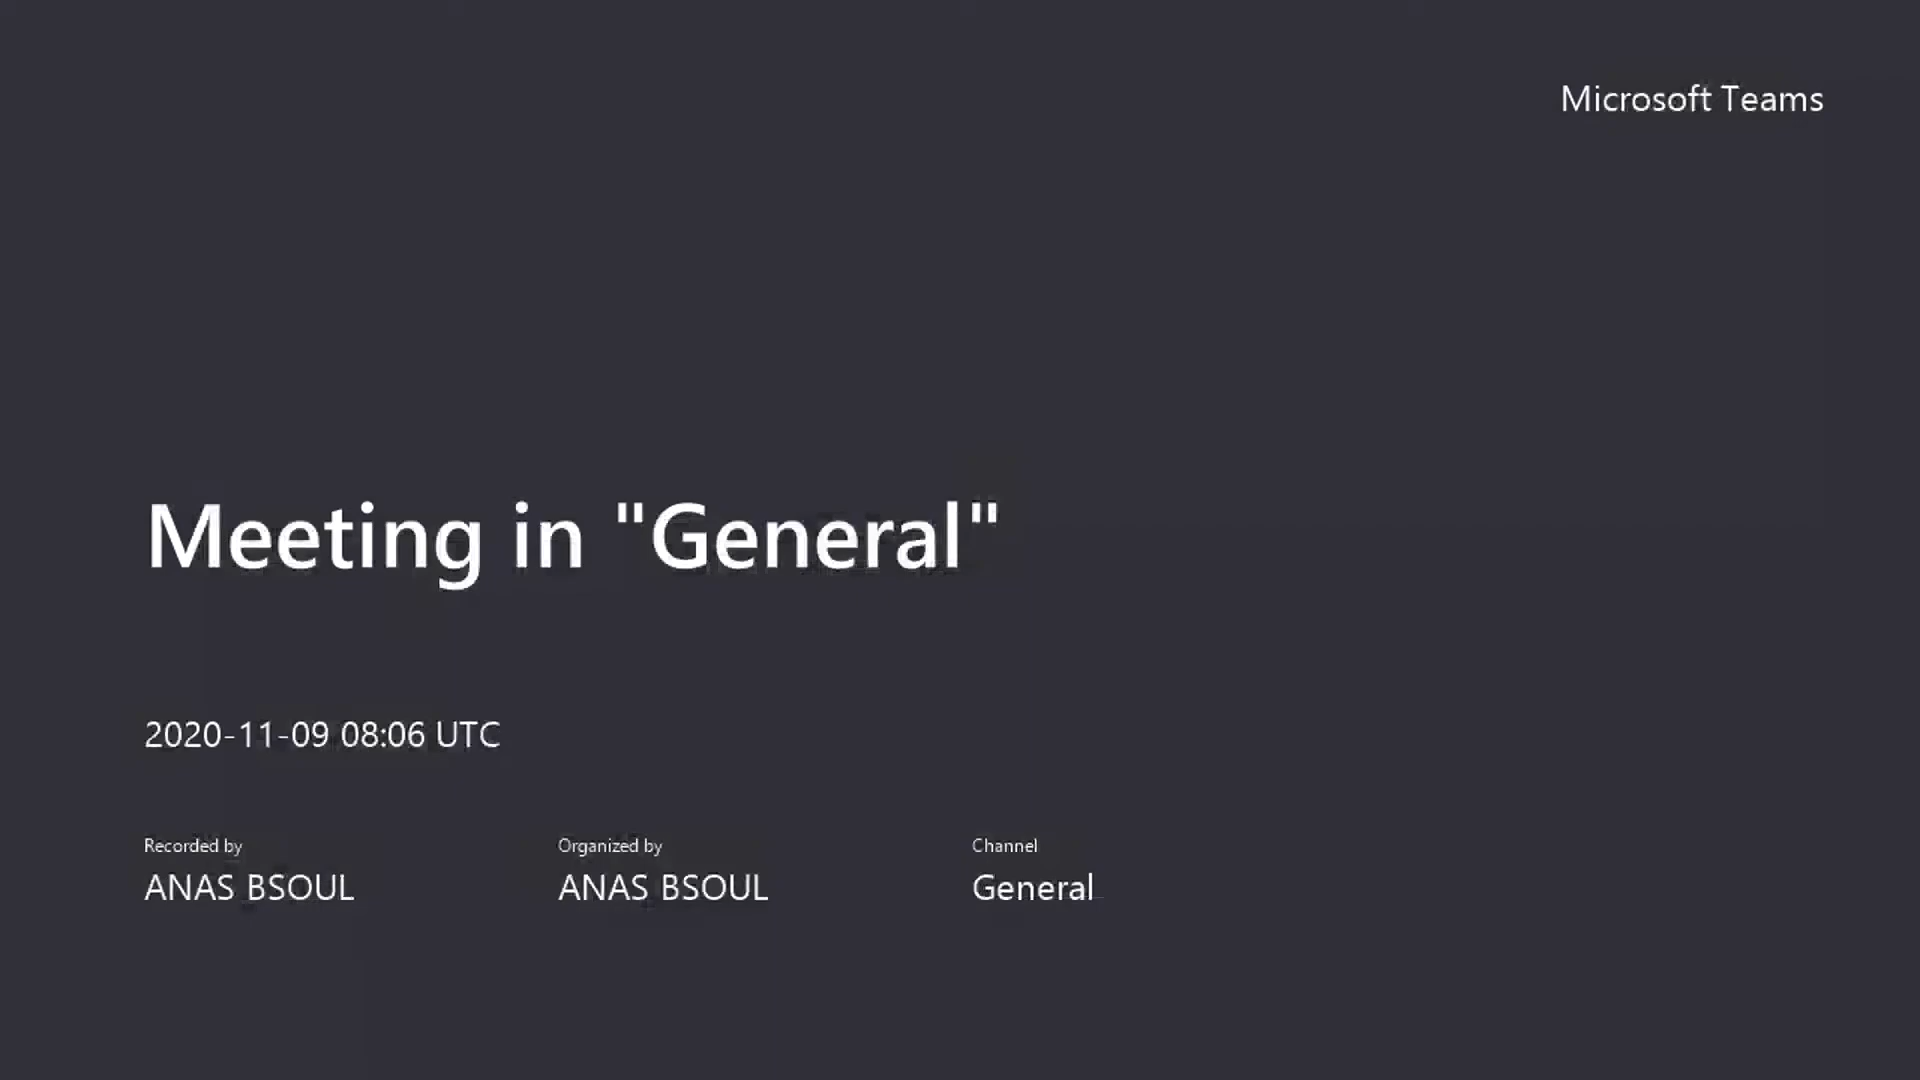 Microsoft Teams
Meeting in "General"
2020-11-09 08:06 UTC
Recorded by
ANAS BSOUL
Organized by
ANAS BSOUL
Channel
General